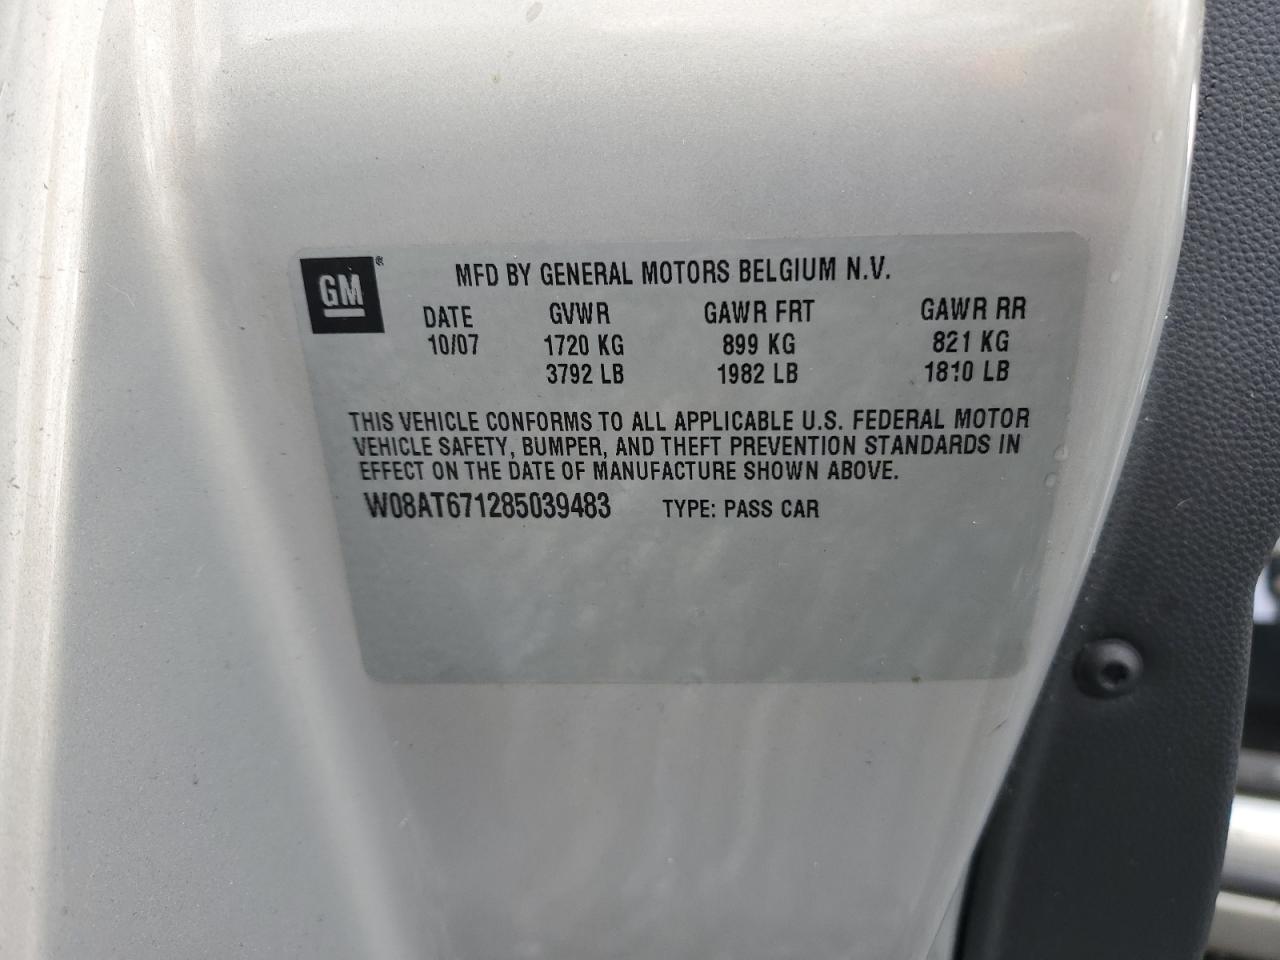 GM®
MFD BY GENERAL MOTORS BELGIUM N.V.
DATE GVWR GAWR FRT GAWR RR
10/07 1720 KG 899 KG 821 KG
3792 LB 1982 LB 1810 LB
THIS VEHICLE CONFORMS TO ALL APPLICABLE U.S. FEDERAL MOTOR
VEHICLE SAFETY, BUMPER, AND THEFT PREVENTION STANDARDS IN
EFFECT ON THE DATE OF MANUFACTURE SHOWN ABOVE.
W08AT671285039483 TYPE: PASS CAR